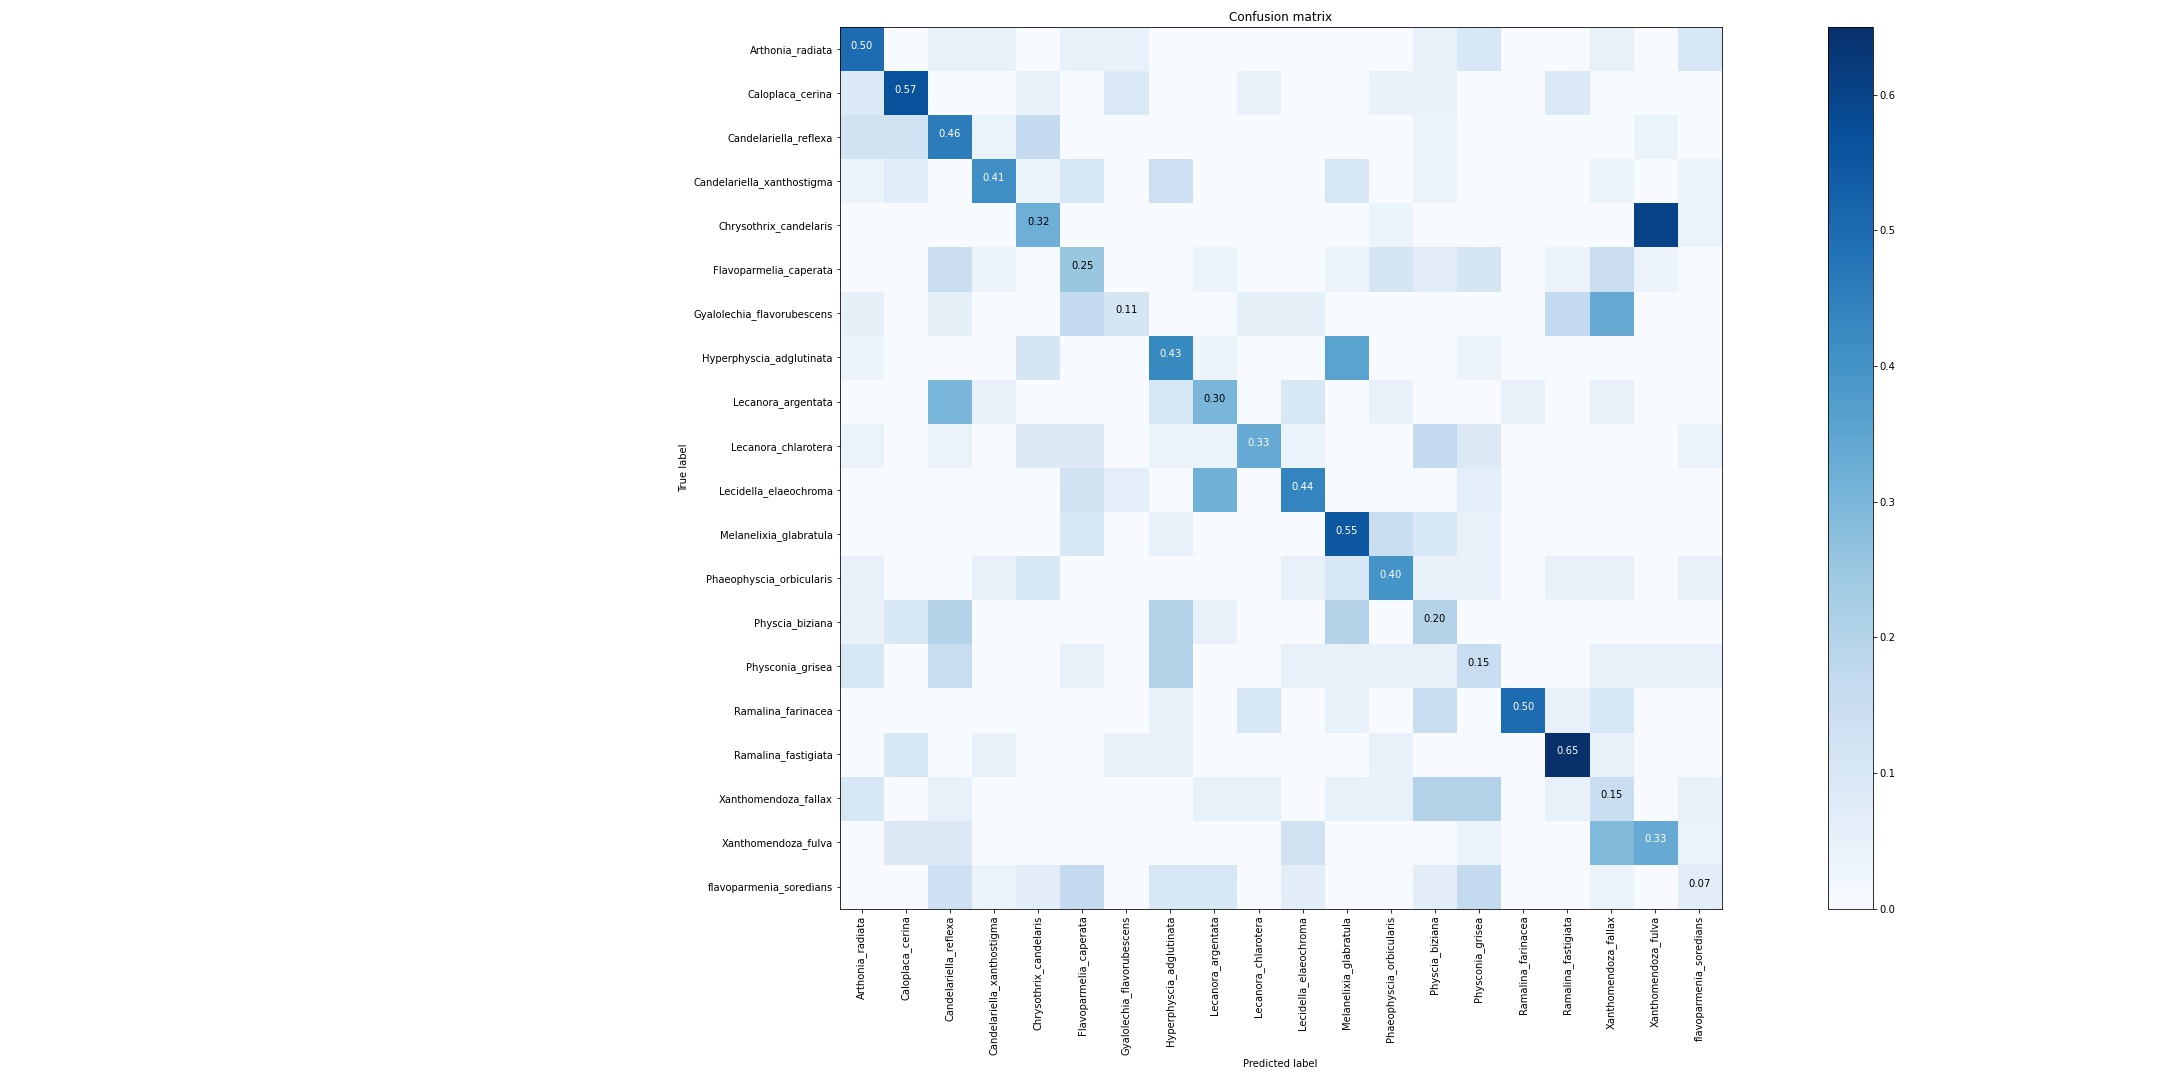 Confusion matrix
Arthonia_radiata 0.50
Caloplaca_cerina 0.57
Candelariella_reflexa 0.46
Candelariella_xanthostigma 0.41
Chrysothrix_candelaris 0.32
Flavoparmelia_caperata 0.25
Gyalolechia_flavorubescens 0.11
Hyperphyscia_adglutinata 0.43
Lecanora_argentata 0.30
Lecanora_chlarotera 0.33
Lecidella_elaeochroma 0.44
Melanelixia_glabratula 0.55
Phaeophyscia_orbicularis 0.40
Physcia_biziana 0.20
Physconia_grisea 0.15
Ramalina_farinacea 0.50
Ramalina_fastigiata 0.65
Xanthomendoza_fallax 0.15
Xanthomendoza_fulva 0.33
flavoparmenia_soredians 0.07
True label
Arthonia_radiata
Caloplaca_cerina
Candelariella_reflexa
Candelariella_xanthostigma
Chrysothrix_candelaris
Flavoparmelia_caperata
Gyalolechia_flavorubescens
Hyperphyscia_adglutinata
Lecanora_argentata
Lecanora_chlarotera
Lecidella_elaeochroma
Melanelixia_glabratula
Phaeophyscia_orbicularis
Physcia_biziana
Physconia_grisea
Ramalina_farinacea
Ramalina_fastigiata
Xanthomendoza_fallax
Xanthomendoza_fulva
flavoparmenia_soredians
Predicted label
0.6
0.5
0.4
0.3
0.2
0.1
0.0